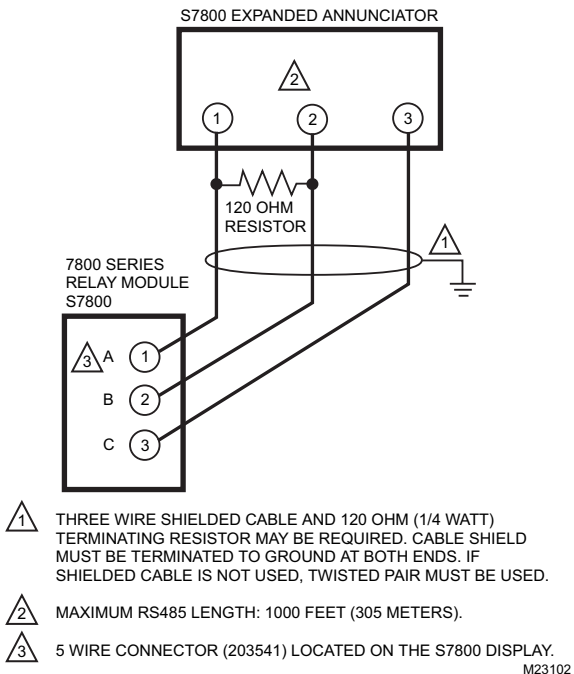 S7800 EXPANDED ANNUNCIATOR
2
1
2
3
120 OHM
RESISTOR
1
7800 SERIES
RELAY MODULE
S7800
3 A 1
B 2
C 3
1 THREE WIRE SHIELDED CABLE AND 120 OHM (1/4 WATT)
TERMINATING RESISTOR MAY BE REQUIRED. CABLE SHIELD
MUST BE TERMINATED TO GROUND AT BOTH ENDS. IF
SHIELDED CABLE IS NOT USED, TWISTED PAIR MUST BE USED.
2 MAXIMUM RS485 LENGTH: 1000 FEET (305 METERS).
3 5 WIRE CONNECTOR (203541) LOCATED ON THE S7800 DISPLAY.
M23102